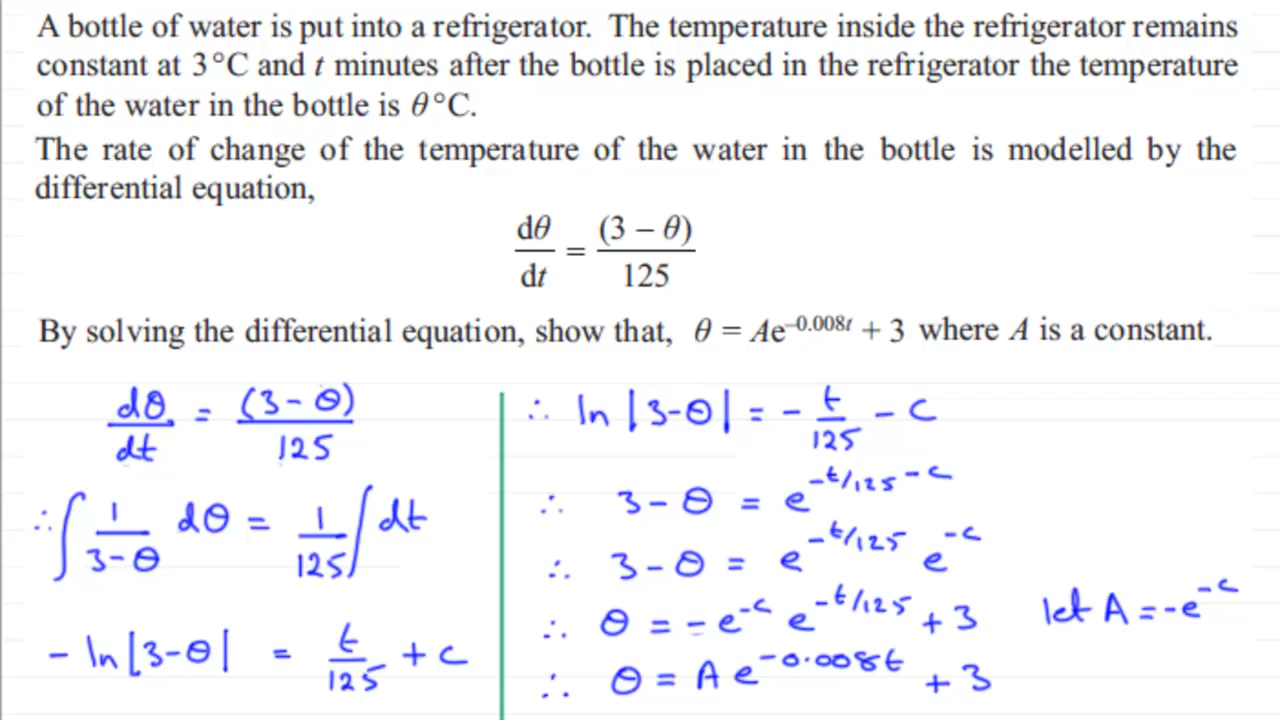 A bottle of water is put into a refrigerator. The temperature inside the refrigerator remains
constant at 3°C and t minutes after the bottle is placed in the refrigerator the temperature
of the water in the bottle is θ°C.
The rate of change of the temperature of the water in the bottle is modelled by the
differential equation,
dθ/dt = (3 – θ)/125
By solving the differential equation, show that, θ = Ae^–0.008t + 3 where A is a constant.
dθ/dt = (3 - θ)/125
∴ ∫ 1/(3-θ) dθ = 1/125 ∫ dt
- ln|3-θ| = t/125 + c
∴ ln|3-θ| = - t/125 - c
∴ 3 - θ = e^(-t/125 - c)
∴ 3 - θ = e^(-t/125) e^(-c)
∴ θ = - e^(-c) e^(-t/125) + 3 let A = -e^(-c)
∴ θ = A e^(-0.008t) + 3